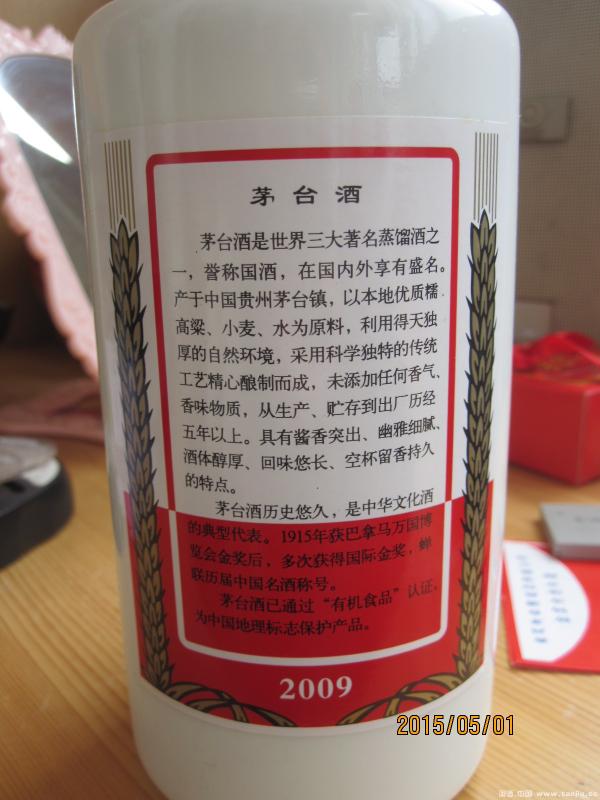 茅台酒
茅台酒是世界三大著名蒸馏酒之
一，誉称国酒，在国内外享有盛名。
产于中国贵州茅台镇，以本地优质糯
高粱、小麦、水为原料，利用得天独
厚的自然环境，采用科学独特的传统
工艺精心酿制而成，未添加任何香气、
香味物质，从生产、贮存到出厂历经
五年以上。具有酱香突出、幽雅细腻、
酒体醇厚、回味悠长、空杯留香持久
的特点。
茅台酒历史悠久，是中华文化酒
的典型代表。1915年获巴拿马万国博
览会金奖后，多次获得国际金奖，蝉
联历届中国名酒称号。
茅台酒已通过“有机食品”认证，
为中国地理标志保护产品。
2009
2015/05/01